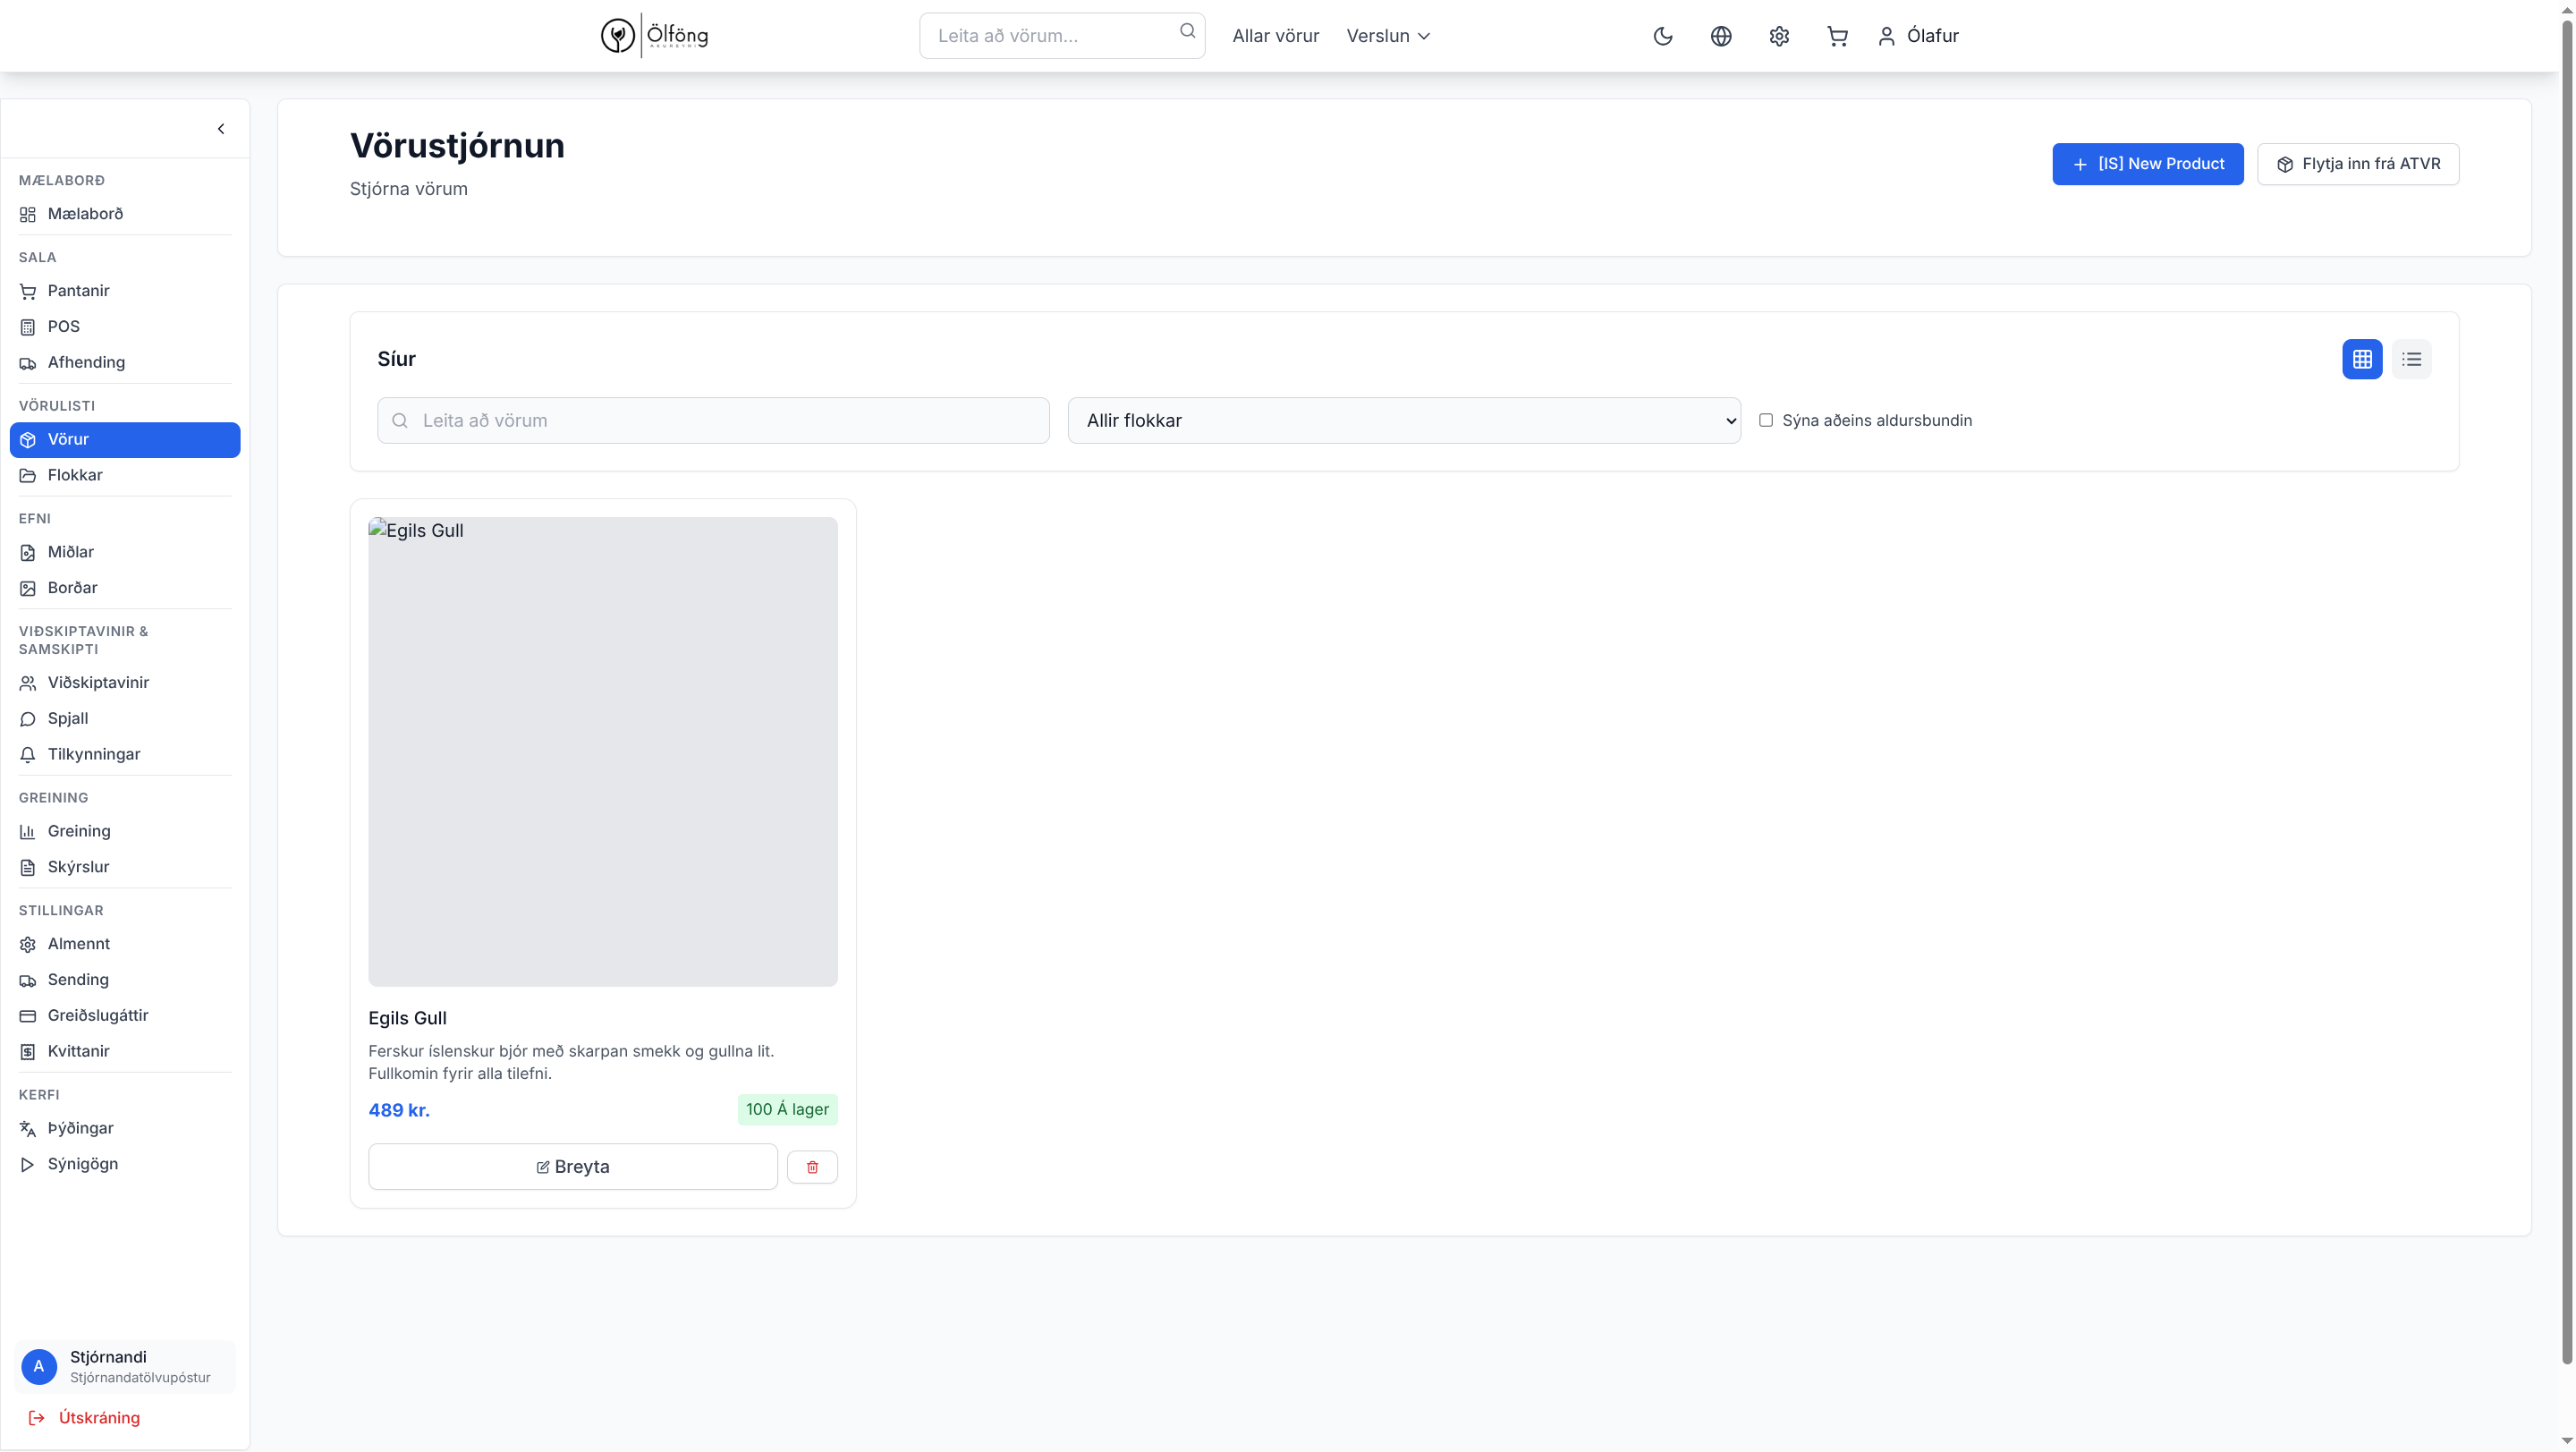 Ölföng
AKUREYRI
Leita að vörum...
Allar vörur
Verslun
Ólafur
MÆLABORÐ
Mælaborð
SALA
Pantanir
POS
Afhending
VÖRULISTI
Vörur
Flokkar
EFNI
Miðlar
Borðar
VIÐSKIPTAVINIR &
SAMSKIPTI
Viðskiptavinir
Spjall
Tilkynningar
GREINING
Greining
Skýrslur
STILLINGAR
Almennt
Sending
Greiðslugáttir
Kvittanir
KERFI
Þýðingar
Sýnigögn
A
Stjórnandi
Stjórnandatölvupóstur
Útskráning
Vörustjórnun
Stjórna vörum
[IS] New Product
Flytja inn frá ATVR
Síur
Leita að vörum
Allir flokkar
Sýna aðeins aldursbundin
Egils Gull
Egils Gull
Ferskur íslenskur bjór með skarpan smekk og gullna lit.
Fullkomin fyrir alla tilefni.
489 kr.
100 Á lager
Breyta